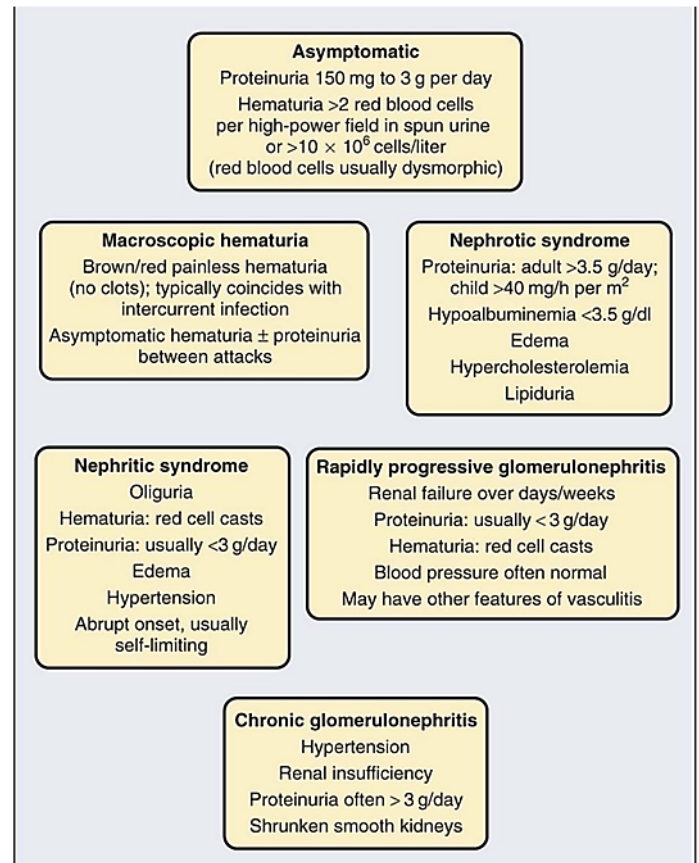 Asymptomatic
Proteinuria 150 mg to 3 g per day
Hematuria >2 red blood cells
per high-power field in spun urine
or >10 × 10⁶ cells/liter
(red blood cells usually dysmorphic)
Macroscopic hematuria
Brown/red painless hematuria
(no clots); typically coincides with
intercurrent infection
Asymptomatic hematuria ± proteinuria
between attacks
Nephrotic syndrome
Proteinuria: adult >3.5 g/day;
child >40 mg/h per m²
Hypoalbuminemia <3.5 g/dl
Edema
Hypercholesterolemia
Lipiduria
Nephritic syndrome
Oliguria
Hematuria: red cell casts
Proteinuria: usually <3 g/day
Edema
Hypertension
Abrupt onset, usually
self-limiting
Rapidly progressive glomerulonephritis
Renal failure over days/weeks
Proteinuria: usually < 3 g/day
Hematuria: red cell casts
Blood pressure often normal
May have other features of vasculitis
Chronic glomerulonephritis
Hypertension
Renal insufficiency
Proteinuria often > 3 g/day
Shrunken smooth kidneys